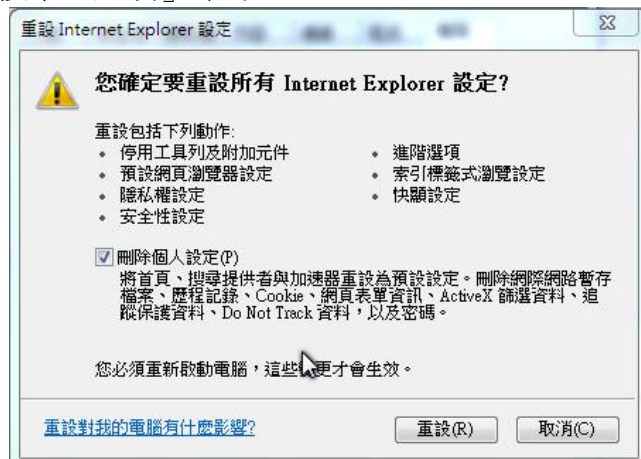 重設 Internet Explorer 設定
您確定要重設所有 Internet Explorer 設定?
重設包括下列動作:
• 停用工具列及附加元件
• 預設網頁瀏覽器設定
• 隱私權設定
• 安全性設定
• 進階選項
• 索引標籤式瀏覽設定
• 快顯設定
刪除個人設定(P)
將首頁、搜尋提供者與加速器重設為預設設定。刪除網際網路暫存
檔案、歷程記錄、Cookie、網頁表單資訊、ActiveX 篩選資料、追
蹤保護資料、Do Not Track 資料,以及密碼。
您必須重新啟動電腦,這些更才會生效。
重設對我的電腦有什麼影響?
重設(R)
取消(C)